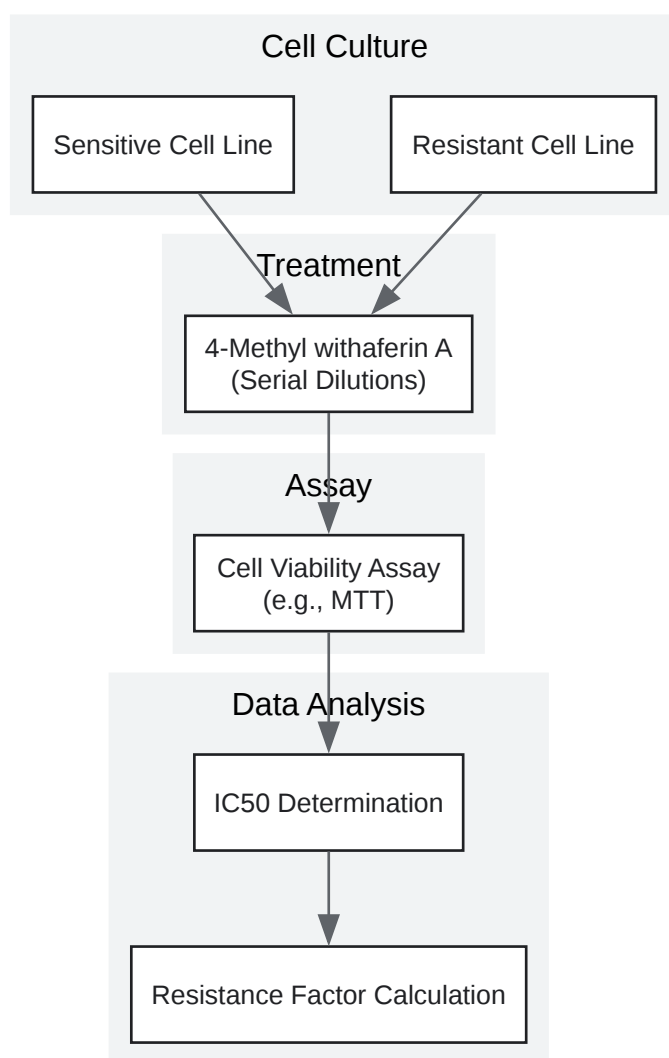 Cell Culture
Sensitive Cell Line
Resistant Cell Line
Treatment
4-Methyl withaferin A
(Serial Dilutions)
Assay
Cell Viability Assay
(e.g., MTT)
Data Analysis
IC50 Determination
Resistance Factor Calculation